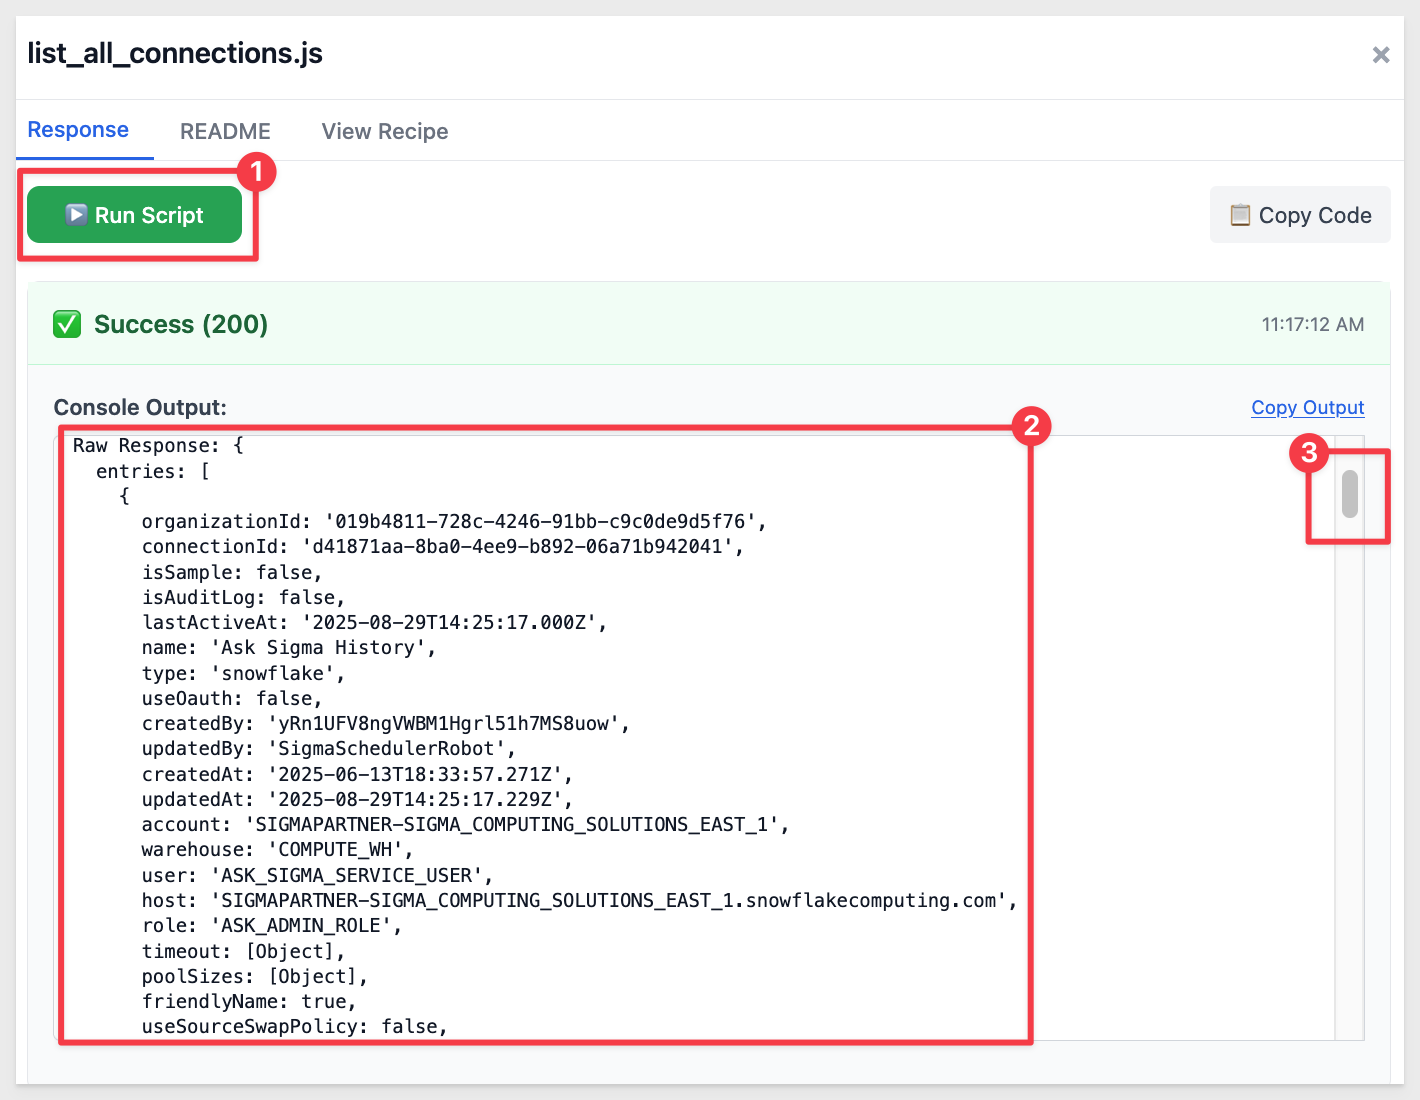 list_all_connections.js
×
Response README View Recipe
1
Run Script
Copy Code
Success (200)
11:17:12 AM
Console Output:
Copy Output
2
3
Raw Response: {
entries: [
{
organizationId: '019b4811-728c-4246-91bb-c9c0de9d5f76',
connectionId: 'd41871aa-8ba0-4ee9-b892-06a71b942041',
isSample: false,
isAuditLog: false,
lastActiveAt: '2025-08-29T14:25:17.000Z',
name: 'Ask Sigma History',
type: 'snowflake',
useOauth: false,
createdBy: 'yRn1UFV8ngVWBM1Hgrl51h7MS8uow',
updatedBy: 'SigmaSchedulerRobot',
createdAt: '2025-06-13T18:33:57.271Z',
updatedAt: '2025-08-29T14:25:17.229Z',
account: 'SIGMAPARTNER-SIGMA_COMPUTING_SOLUTIONS_EAST_1',
warehouse: 'COMPUTE_WH',
user: 'ASK_SIGMA_SERVICE_USER',
host: 'SIGMAPARTNER-SIGMA_COMPUTING_SOLUTIONS_EAST_1.snowflakecomputing.com',
role: 'ASK_ADMIN_ROLE',
timeout: [Object],
poolSizes: [Object],
friendlyName: true,
useSourceSwapPolicy: false,